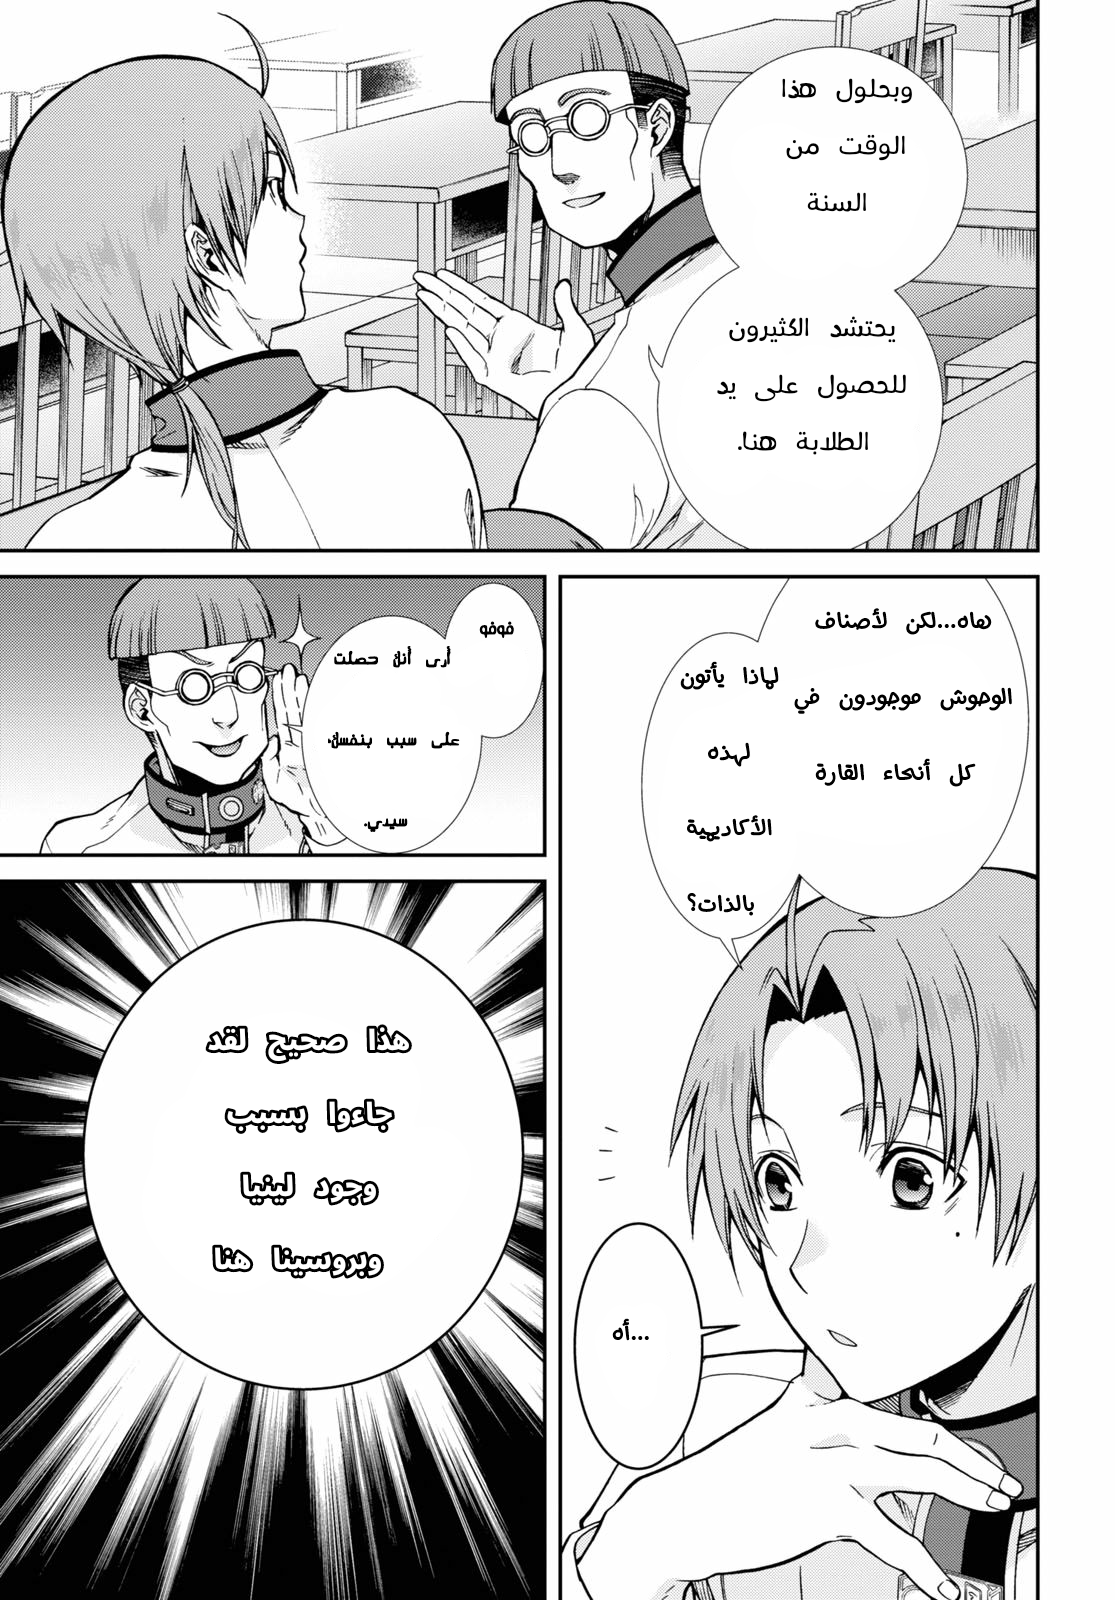 وبحلول هذا
الوقت من
السنة
يحتشد الكثيرون
للحصول على يد
الطلابة هنا.
هاه...لكن لأصناف
الوحوش موجودون في
كل أنحاء القارة
لماذا يأتون
لهذه
الأكاديمية
بالذات؟
...أه
فوفو
أرى أنك حصلت
على سبب بنفسك.
سيدي.
هذا صحيح لقد
جاءوا بسبب
وجود لينيا
وبروسينا هنا